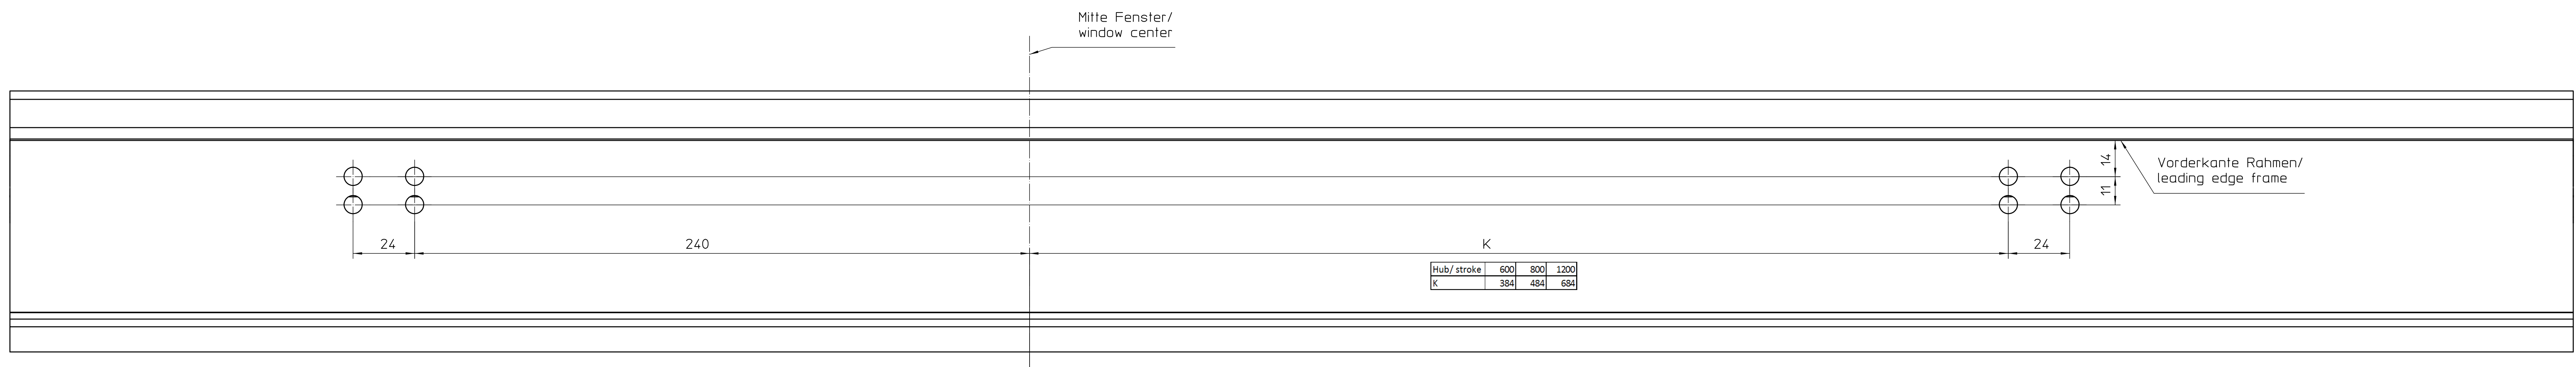 Mitte Fenster/
window center
14
Vorderkante Rahmen/
leading edge frame
11
24
240
K
24
Hub/ stroke 600 800 1200
K 384 484 684